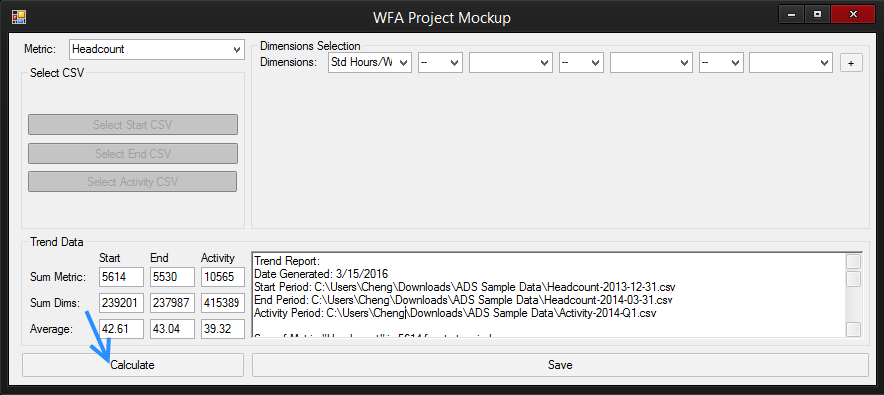 WFA Project Mockup
Metric: Headcount
Dimensions Selection
Dimensions: Std Hours/W -- -- -- +
Select CSV
Select Start CSV
Select End CSV
Select Activity CSV
Trend Data
Start End Activity
Sum Metric: 5614 5530 10565
Sum Dims: 239201 237987 415389
Average: 42.61 43.04 39.32
Trend Report:
Date Generated: 3/15/2016
Start Period: C:\Users\Cheng\Downloads\ADS Sample Data\Headcount-2013-12-31.csv
End Period: C:\Users\Cheng\Downloads\ADS Sample Data\Headcount-2014-03-31.csv
Activity Period: C:\Users\Cheng\Downloads\ADS Sample Data\Activity-2014-Q1.csv
Calculate
Save